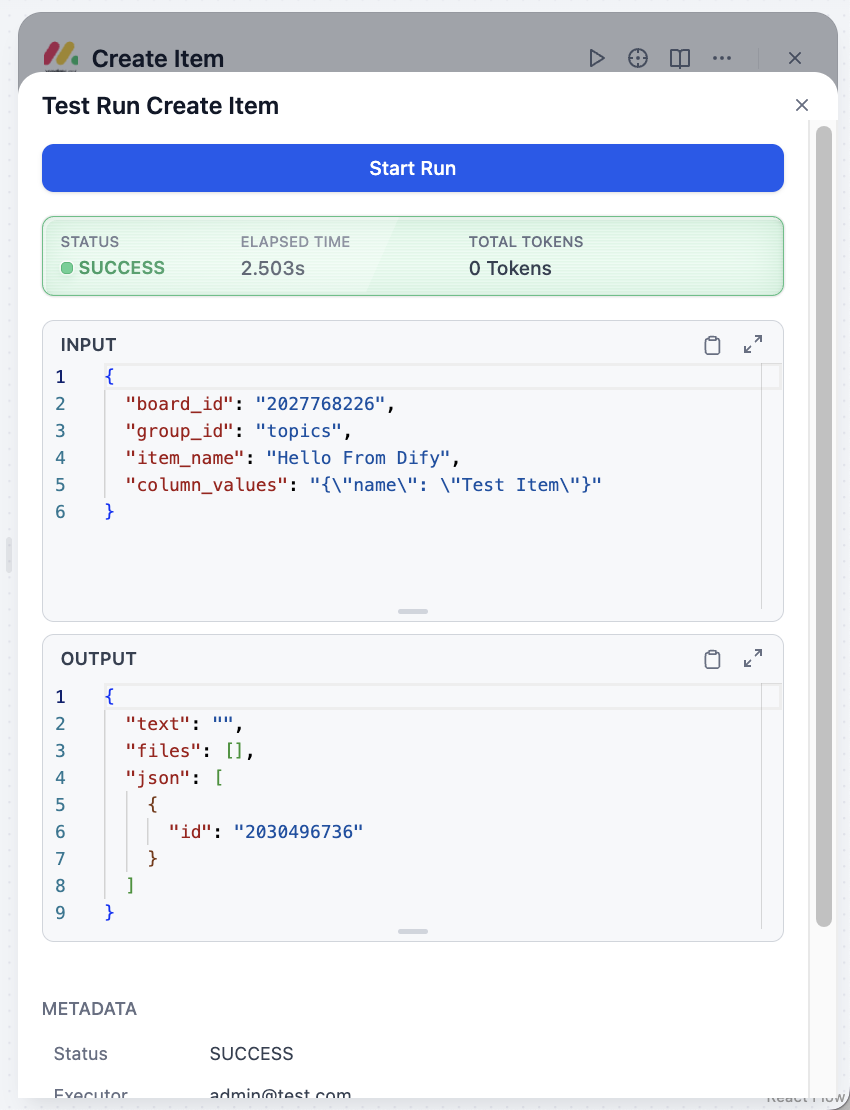 Create Item
Test Run Create Item
Start Run
STATUS ELAPSED TIME TOTAL TOKENS
SUCCESS 2.503s 0 Tokens
INPUT
1 {
2 "board_id": "2027768226",
3 "group_id": "topics",
4 "item_name": "Hello From Dify",
5 "column_values": "{\"name\": \"Test Item\"}"
6 }
OUTPUT
1 {
2 "text": "",
3 "files": [],
4 "json": [
5 {
6 "id": "2030496736"
7 }
8 ]
9 }
METADATA
Status SUCCESS
Executor admin@test.com
React Flow